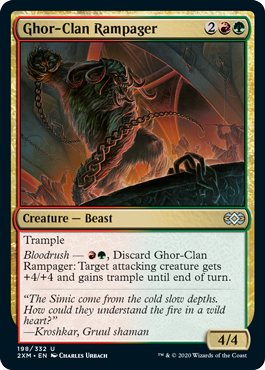 Ghor-Clan Rampager 2
Creature — Beast
Trample
Bloodrush — , Discard Ghor-Clan
Rampager: Target attacking creature gets
+4/+4 and gains trample until end of turn.
“The Simic come from the cold slow depths.
How could they understand the fire in a wild
heart?”
—Kroshkar, Gruul shaman
4/4
198/332 U
2XM • EN CHARLES URBACH
™ & © 2020 Wizards of the Coast